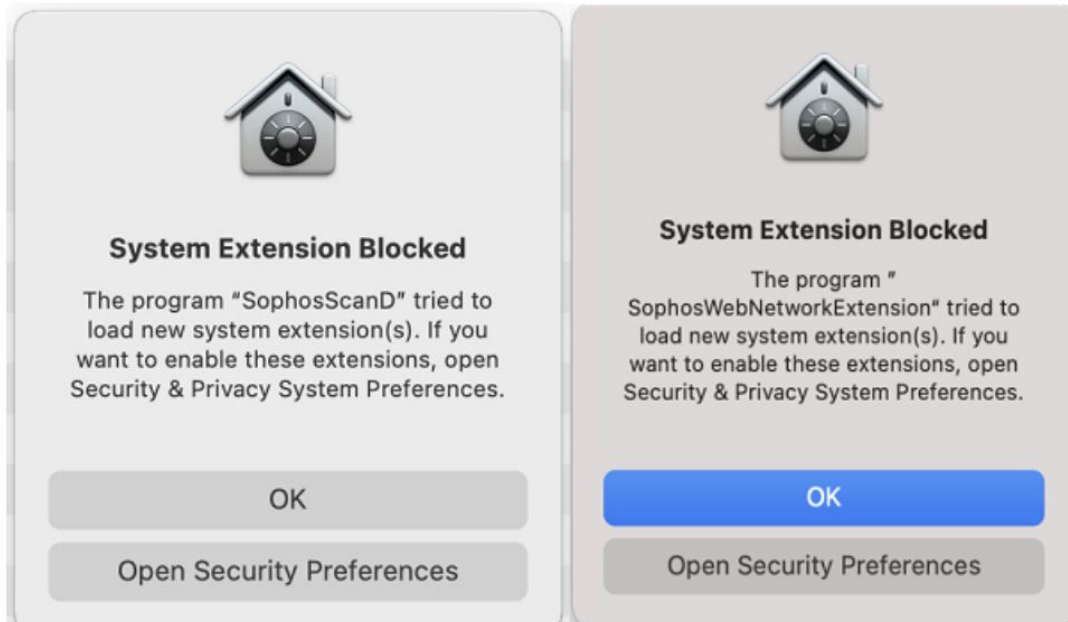 System Extension Blocked
The program “SophosScanD” tried to
load new system extension(s). If you
want to enable these extensions, open
Security & Privacy System Preferences.
OK
Open Security Preferences
System Extension Blocked
The program "
SophosWebNetworkExtension" tried to
load new system extension(s). If you
want to enable these extensions, open
Security & Privacy System Preferences.
OK
Open Security Preferences